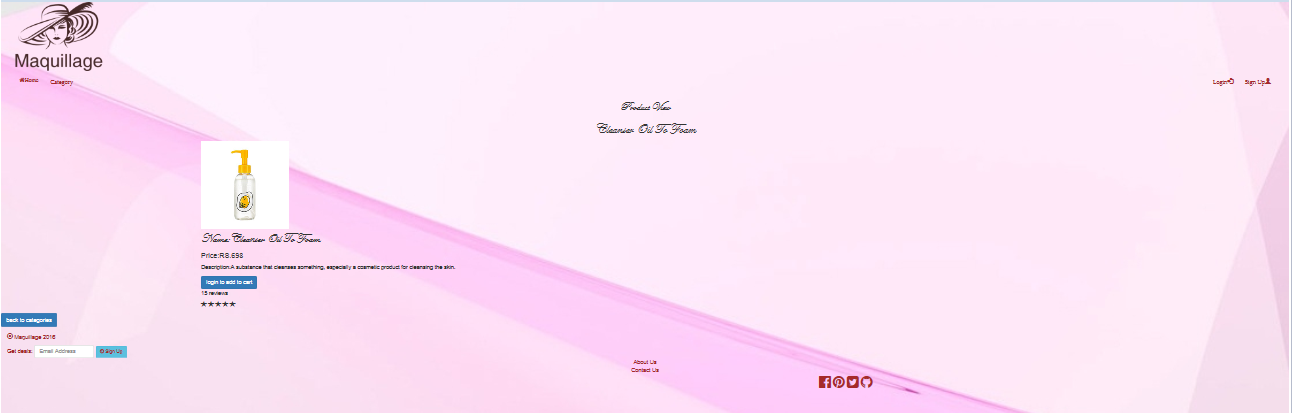 Maquillage
Home Category Login Sign Up
Product View
Cleanser Oil To Foam
Name: Cleanser Oil To Foam
Price:RS.698
Description:A substance that cleanses something, especially a cosmetic product for cleansing the skin.
login to add to cart
15 reviews
back to categories
Maquillage 2016
Get deals: Email Address Sign Up
About Us
Contact Us